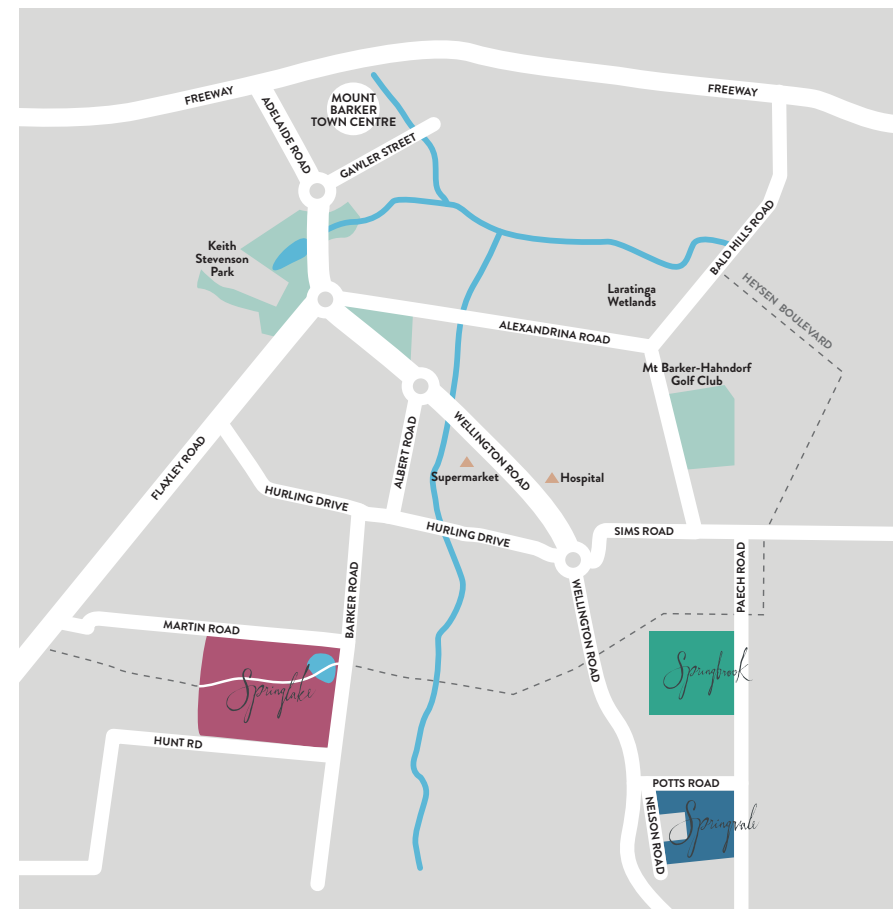 FREEWAY
FREEWAY
MOUNT
BARKER
TOWN CENTRE
ADELAIDE ROAD
GAWLER STREET
BALD HILLS ROAD
Keith
Stevenson
Park
Laratinga
Wetlands
HEYSEN BOULEVARD
ALEXANDRINA ROAD
Mt Barker-Hahndorf
Golf Club
FLAXLEY ROAD
ALBERT ROAD
WELLINGTON ROAD
Supermarket
Hospital
HURLING DRIVE
HURLING DRIVE
SIMS ROAD
PAECH ROAD
BARKER ROAD
WELLINGTON ROAD
MARTIN ROAD
Springlake
Springbrook
HUNT RD
POTTS ROAD
NELSON ROAD
Springvale